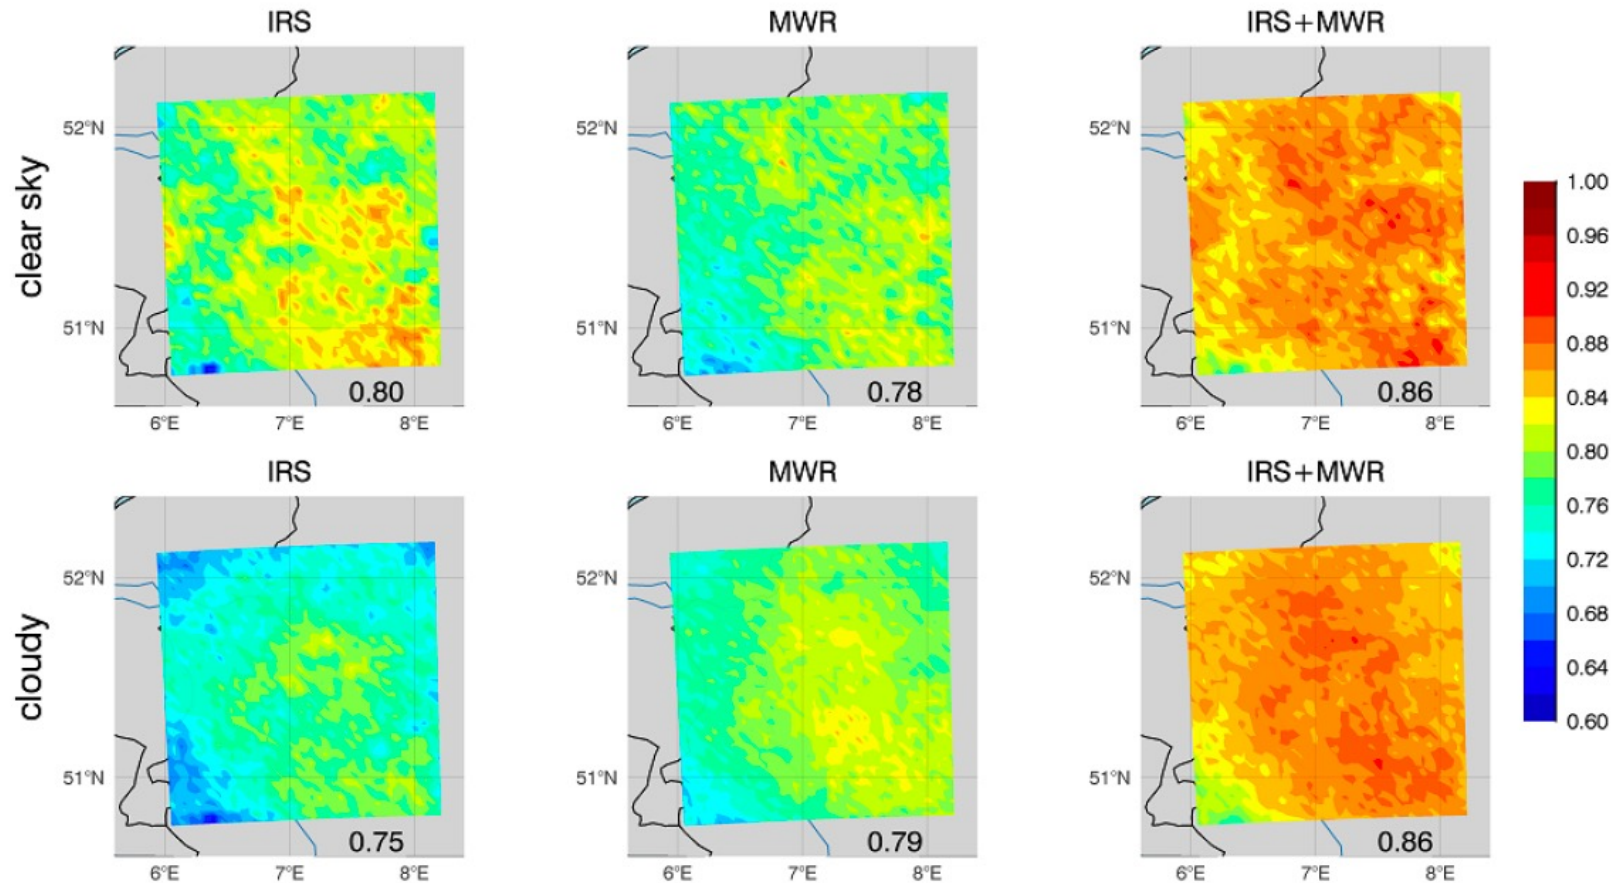 IRS MWR IRS+MWR
clear sky
52°N 52°N 52°N
51°N 51°N 51°N
0.80 0.78 0.86
6°E 7°E 8°E 6°E 7°E 8°E 6°E 7°E 8°E
IRS MWR IRS+MWR
cloudy
52°N 52°N 52°N
51°N 51°N 51°N
0.75 0.79 0.86
6°E 7°E 8°E 6°E 7°E 8°E 6°E 7°E 8°E
1.00
0.96
0.92
0.88
0.84
0.80
0.76
0.72
0.68
0.64
0.60